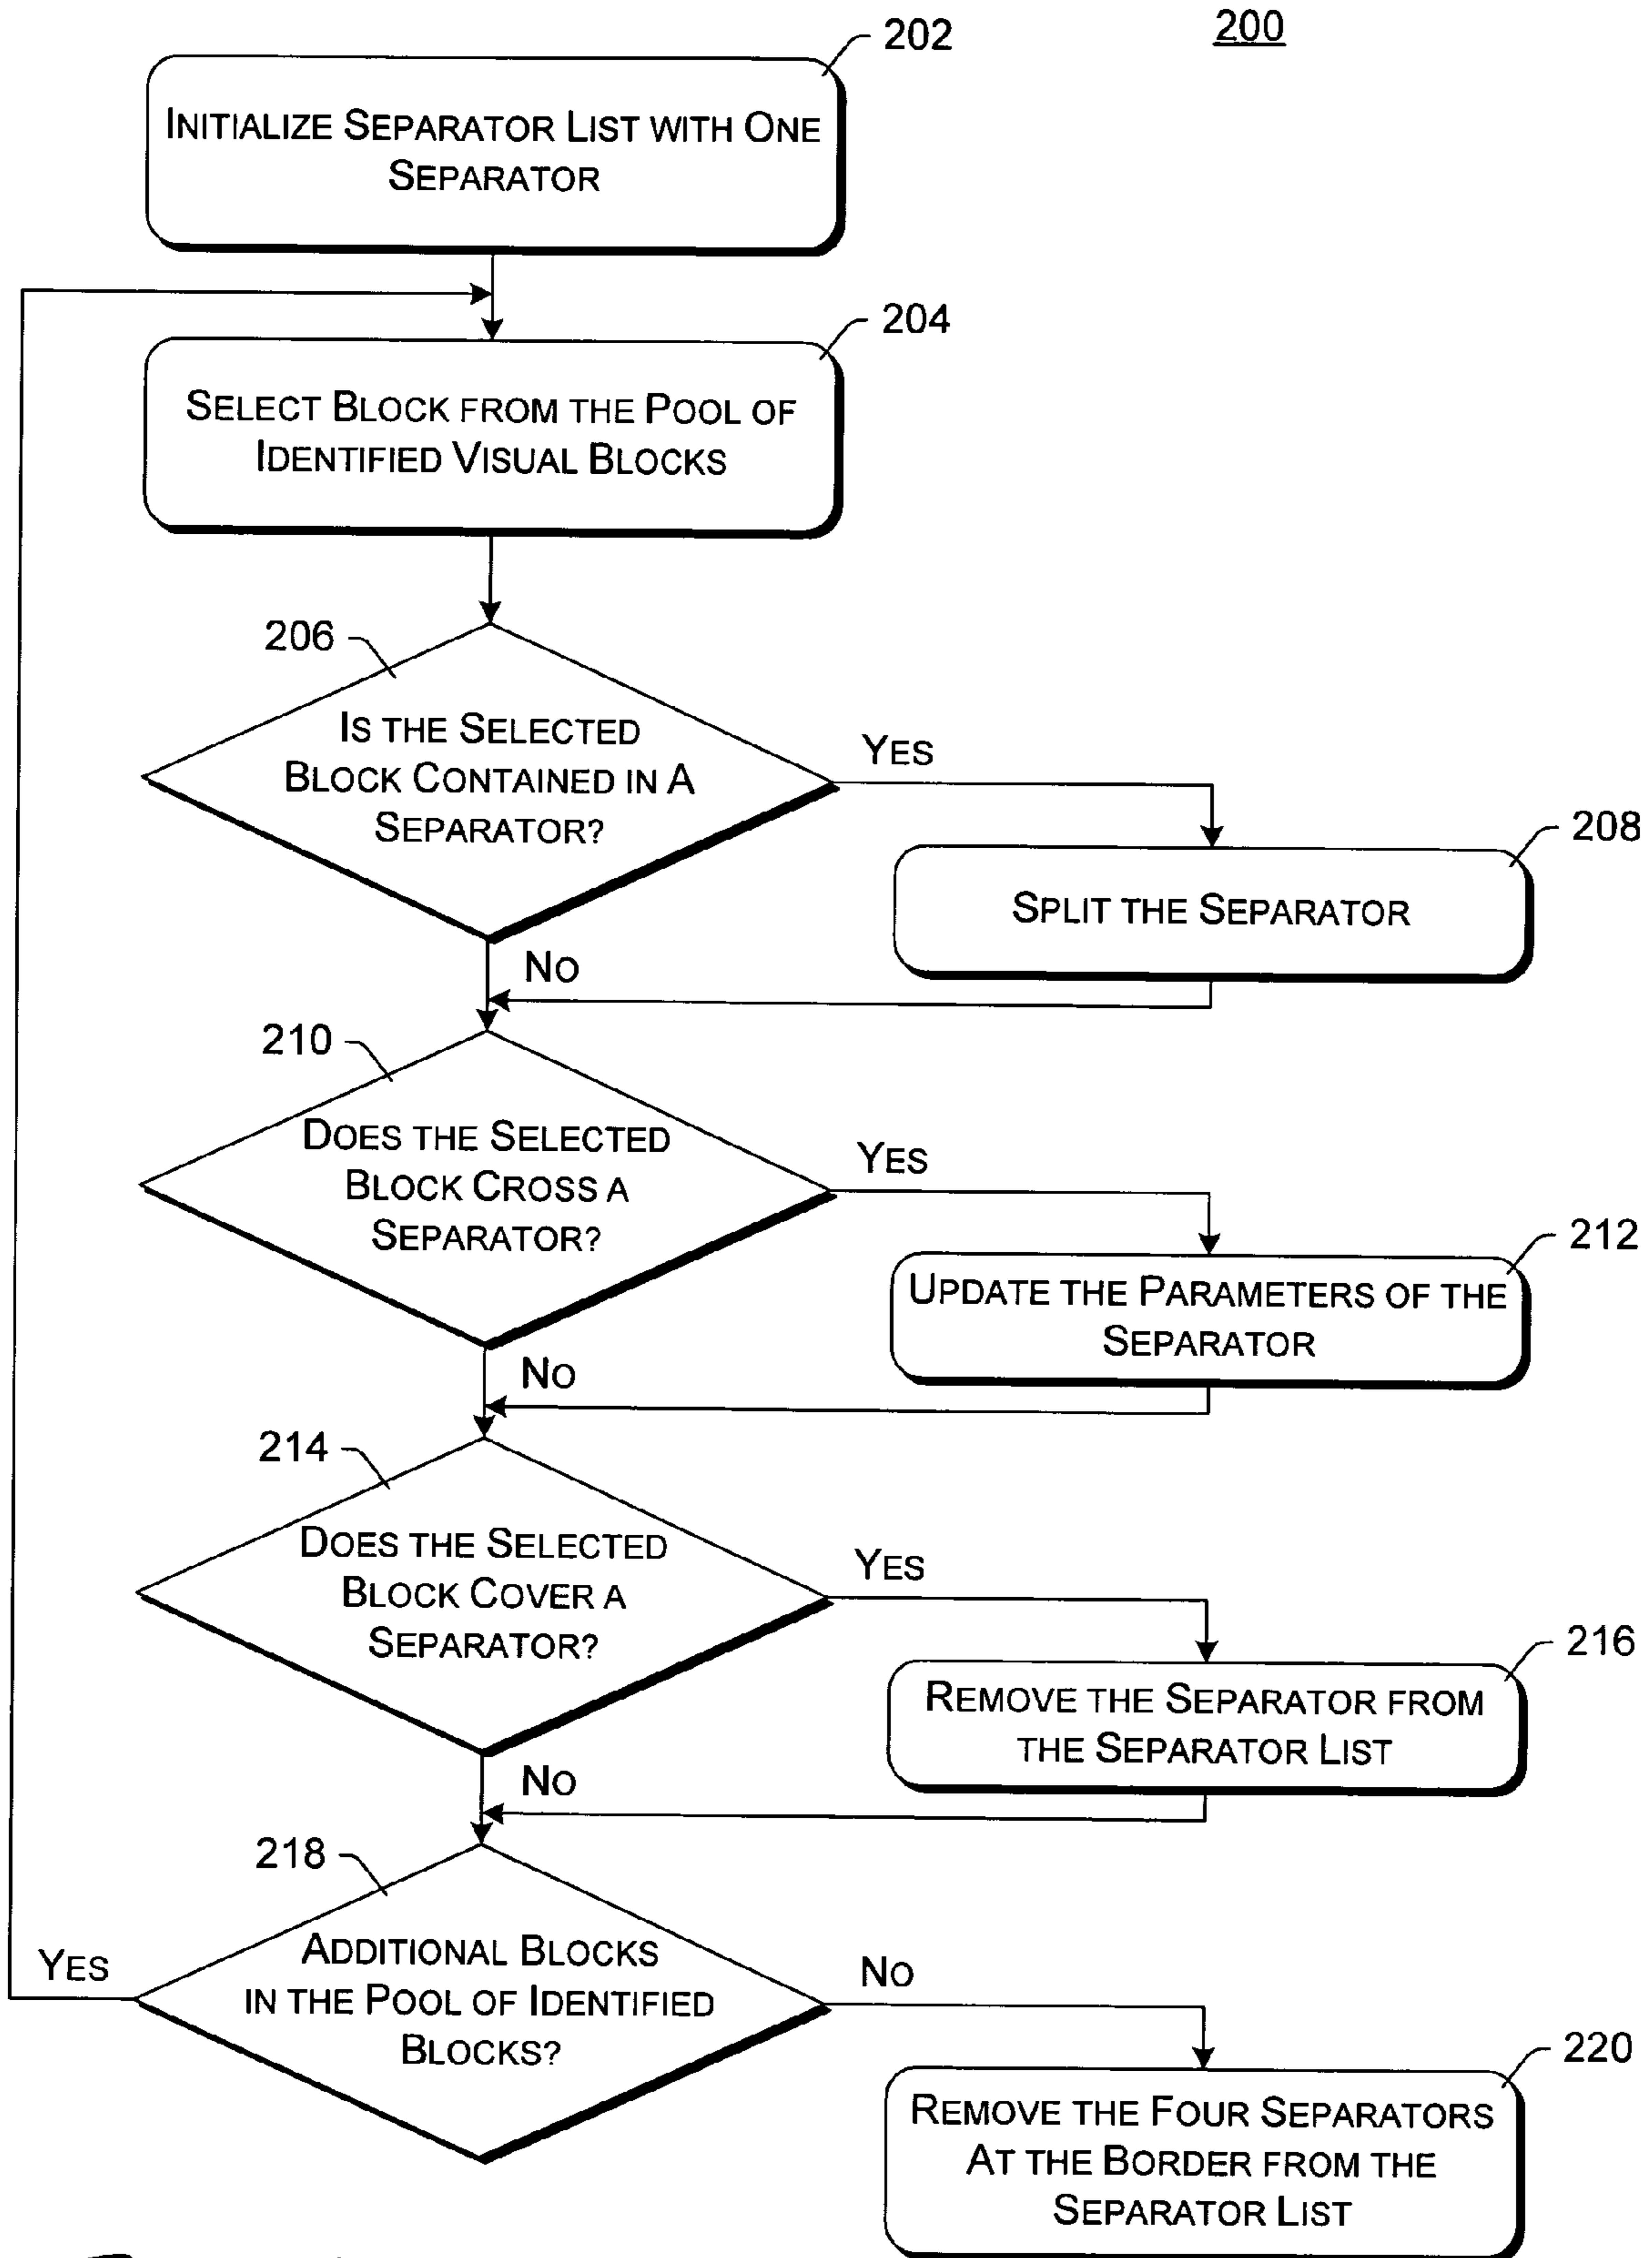 200
202
INITIALIZE SEPARATOR LIST WITH ONE
SEPARATOR
204
SELECT BLOCK FROM THE POOL OF
IDENTIFIED VISUAL BLOCKS
206
IS THE SELECTED
BLOCK CONTAINED IN A
SEPARATOR?
YES
208
SPLIT THE SEPARATOR
NO
210
DOES THE SELECTED
BLOCK CROSS A
SEPARATOR?
YES
212
UPDATE THE PARAMETERS OF THE
SEPARATOR
NO
214
DOES THE SELECTED
BLOCK COVER A
SEPARATOR?
YES
216
REMOVE THE SEPARATOR FROM
THE SEPARATOR LIST
NO
218
ADDITIONAL BLOCKS
IN THE POOL OF IDENTIFIED
BLOCKS?
YES
NO
220
REMOVE THE FOUR SEPARATORS
AT THE BORDER FROM THE
SEPARATOR LIST